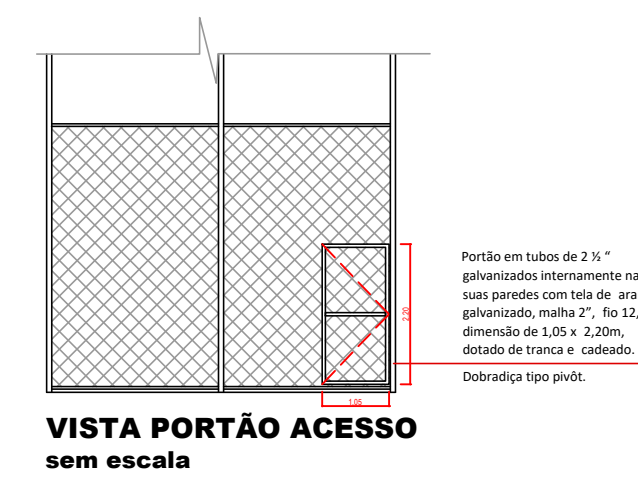 Portão em tubos de 2 ½ “
galvanizados internamente na
suas paredes com tela de ara
galvanizado, malha 2”, fio 12,
dimensão de 1,05 x 2,20m,
dotado de tranca e cadeado.
Dobradiça tipo pivôt.
2.20
1.05
VISTA PORTÃO ACESSO
sem escala